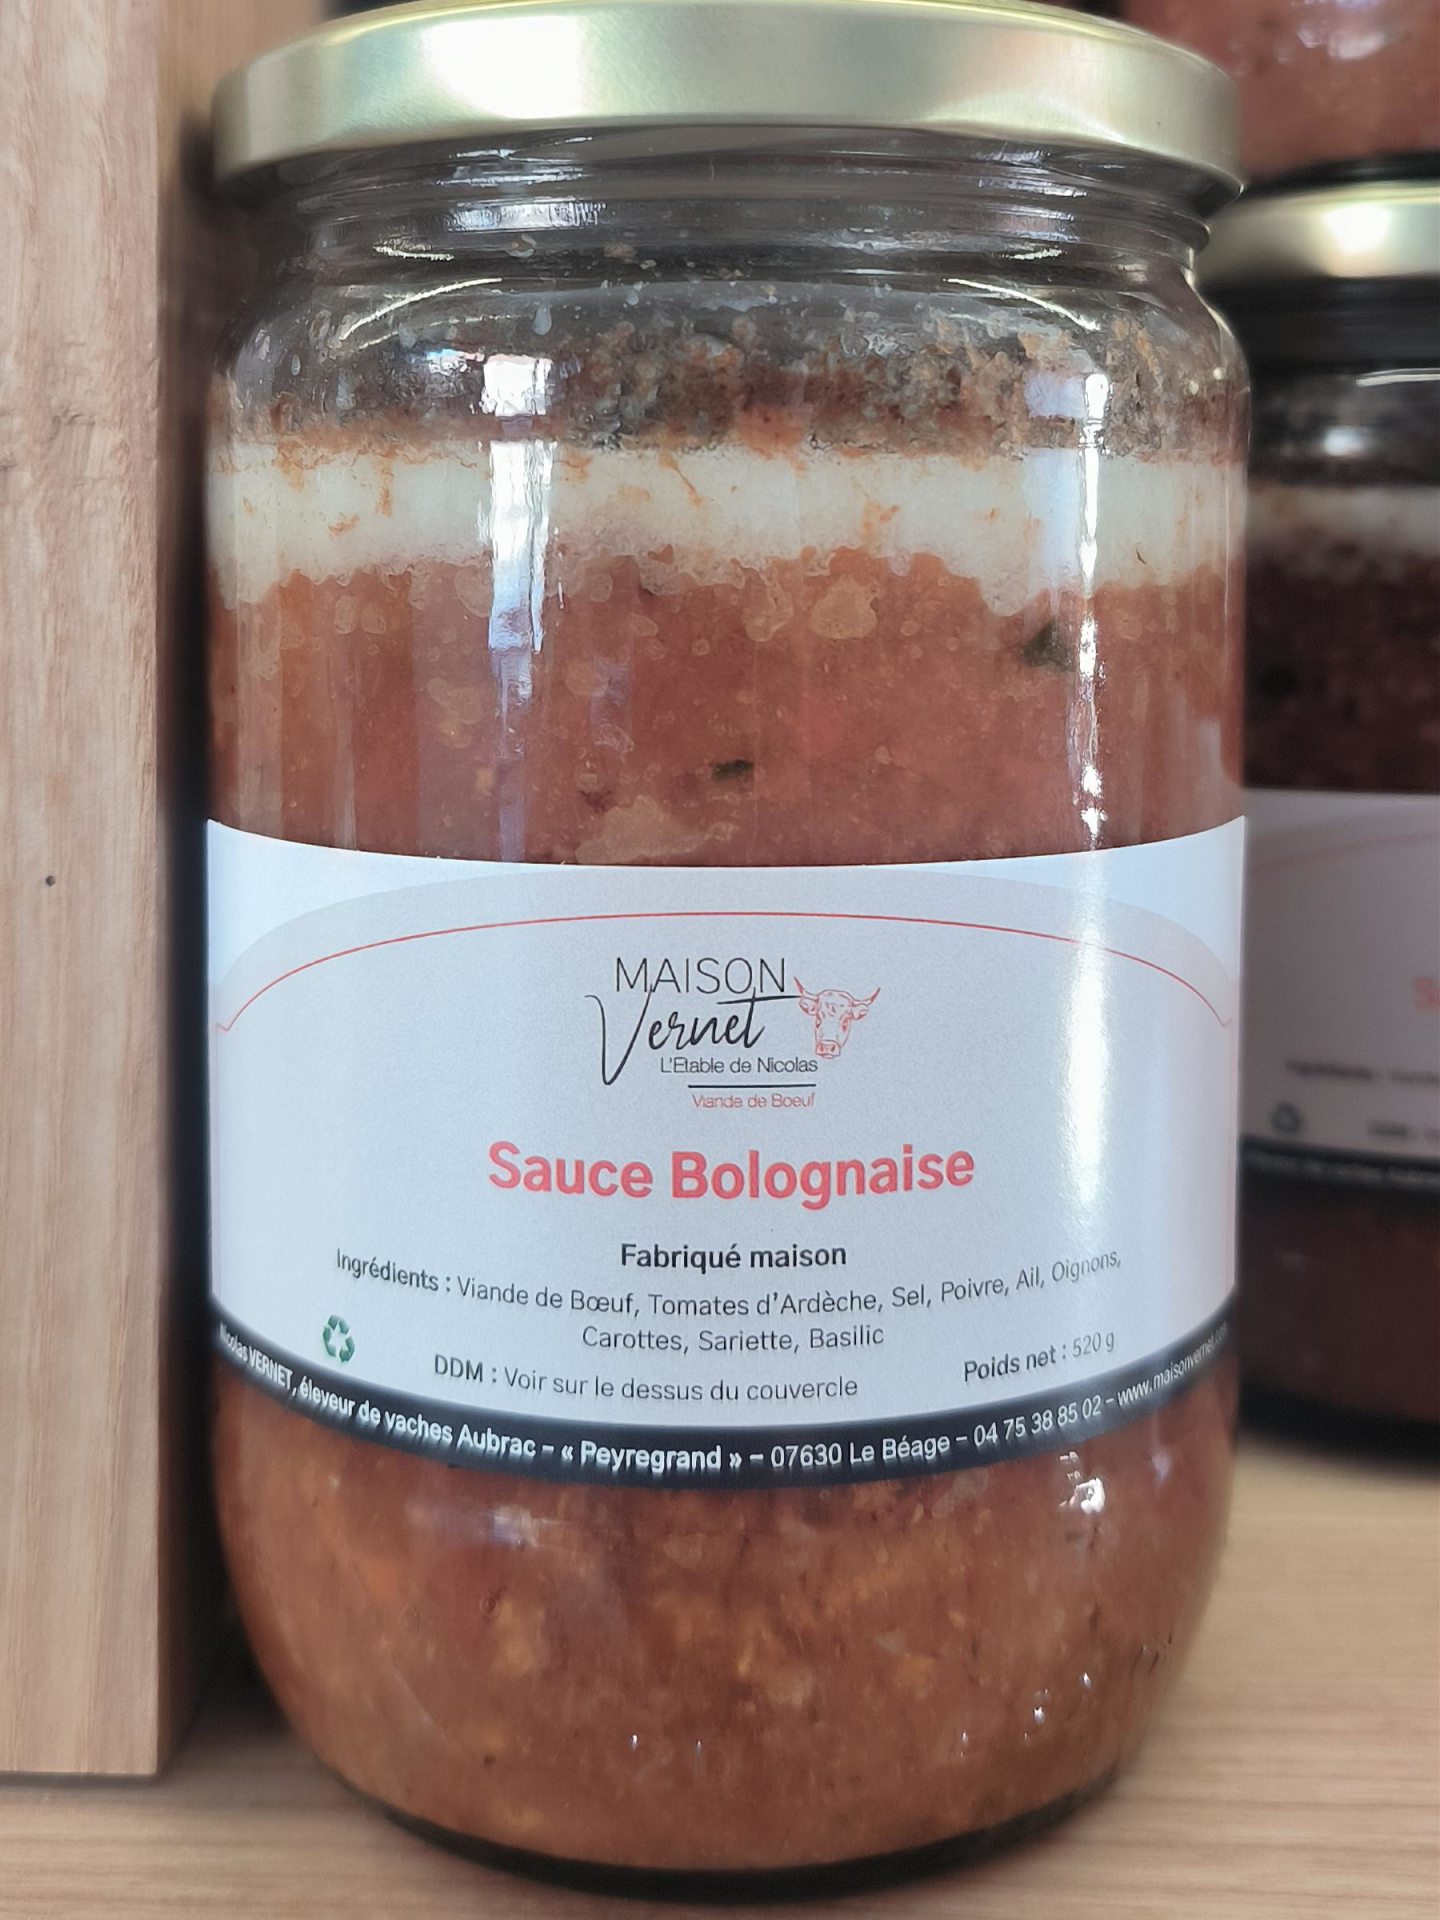 MAISON
Vernet
L'Etable de Nicolas
Viande de Boeuf
Sauce Bolognaise
Fabriqué maison
Ingrédients : Viande de Bœuf, Tomates d'Ardèche, Sel, Poivre, Ail, Oignons,
Carottes, Sariette, Basilic
DDM : Voir sur le dessus du couvercle
Poids net : 520 g
Nicolas VERNET, éleveur de vaches Aubrac - « Peyregrand » - 07630 Le Béage - 04 75 38 85 02 - www.maisonvernet.com